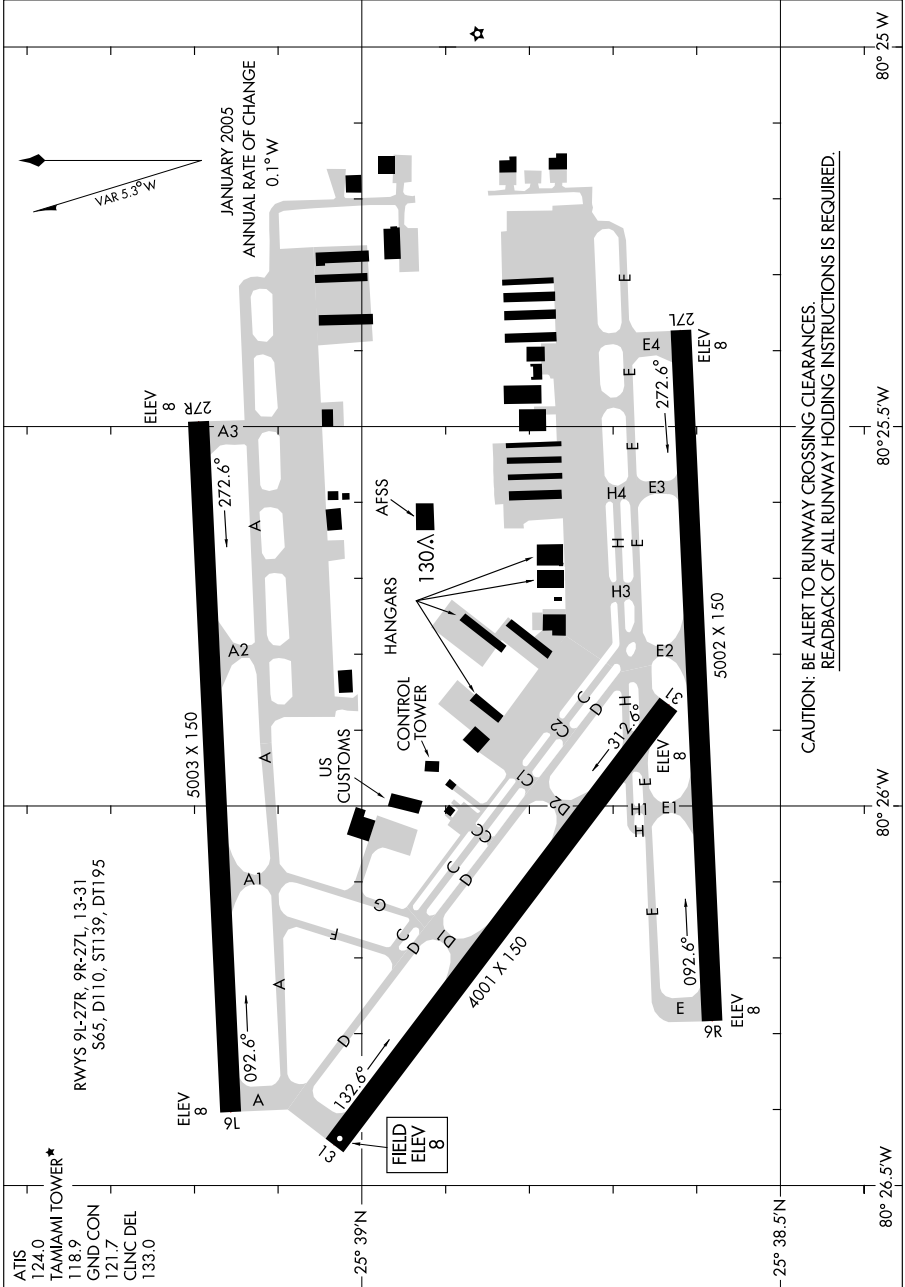 ATIS
124.0
TAMIAMI TOWER★
118.9
GND CON
121.7
CLNC DEL
133.0
RWYS 9L-27R, 9R-27L, 13-31
S65, D110, ST139, DT195
VAR 5.3° W
JANUARY 2005
ANNUAL RATE OF CHANGE
0.1° W
ELEV
8
9L
092.6°
A
A
A1
5003 X 150
A
A2
A
272.6°
A3
27R
ELEV
8
13
FIELD
ELEV
8
132.6°
D
F
G
C
D
D1
C
D
CC
C1
D2
C2
C
D
4001 X 150
312.6°
31
ELEV
8
US
CUSTOMS
CONTROL
TOWER
HANGARS
130
AFSS
9R
ELEV
8
E
092.6°
E
H
H1
E1
E
H
E2
H3
H
E
H4
E3
E
E
E4
E
5002 X 150
272.6°
27L
ELEV
8
25° 39'N
25° 38.5'N
80° 26.5'W
80° 26'W
80° 25.5'W
80° 25'W
CAUTION: BE ALERT TO RUNWAY CROSSING CLEARANCES.
READBACK OF ALL RUNWAY HOLDING INSTRUCTIONS IS REQUIRED.